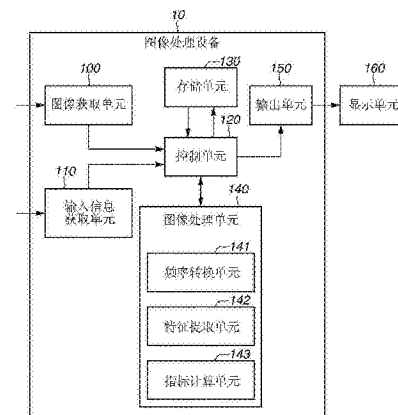 10
图像处理设备
100
图像获取单元
130
存储单元
150
输出单元
160
显示单元
120
控制单元
110
输入信息
获取单元
140
图像处理单元
141
频率转换单元
142
特征提取单元
143
指标计算单元